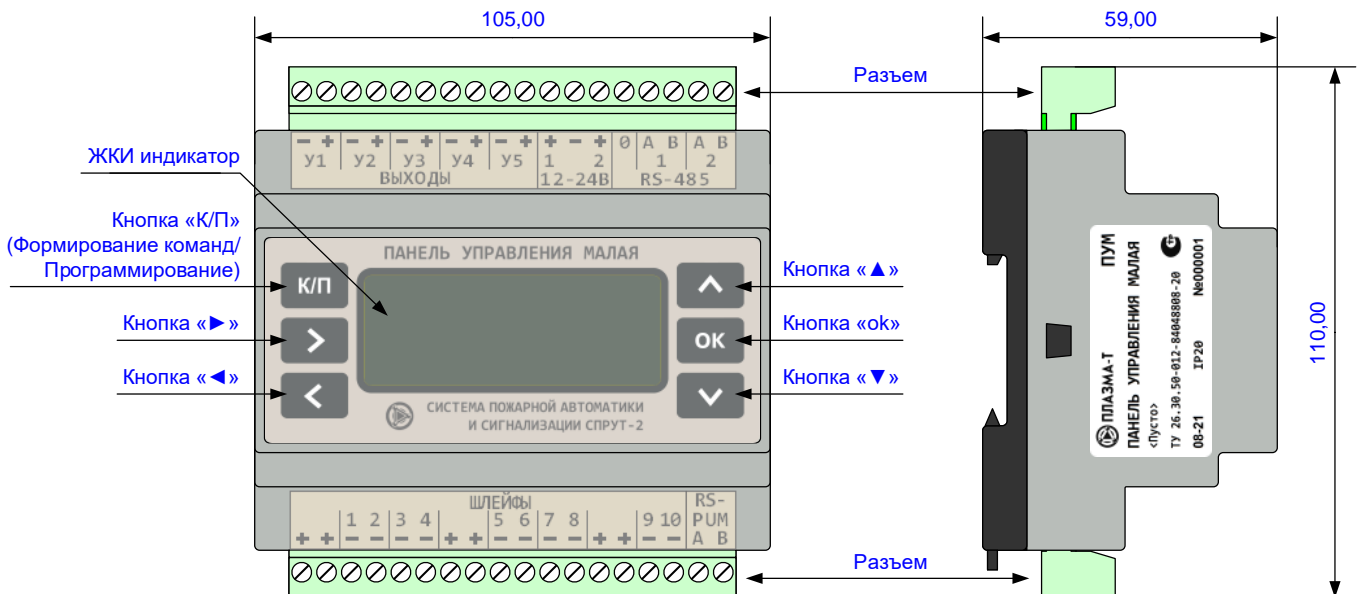 105,00
59,00
Разъем
− + − + − + − + − + + − + 0 A B A B
У1 У2 У3 У4 У5 1 2 1 2
ВЫХОДЫ 12-24В RS-485
ЖКИ индикатор
Кнопка «К/П»
(Формирование команд/
Программирование)
Кнопка «►»
Кнопка «◄»
ПАНЕЛЬ УПРАВЛЕНИЯ МАЛАЯ
К/П
>
<
^
OK
v
СИСТЕМА ПОЖАРНОЙ АВТОМАТИКИ
И СИГНАЛИЗАЦИИ СПРУТ-2
Кнопка «▲»
Кнопка «ok»
Кнопка «▼»
ШЛЕЙФЫ RS-
1 2 3 4 5 6 7 8 9 10 PUM
+ + − − − − + + − − − − + + − − − A B
Разъем
ПЛАЗМА-Т ПУМ
ПАНЕЛЬ УПРАВЛЕНИЯ МАЛАЯ
<Пусто>
ТУ 26.30.50-012-84048808-20
08-21 IP20 №000001
110,00